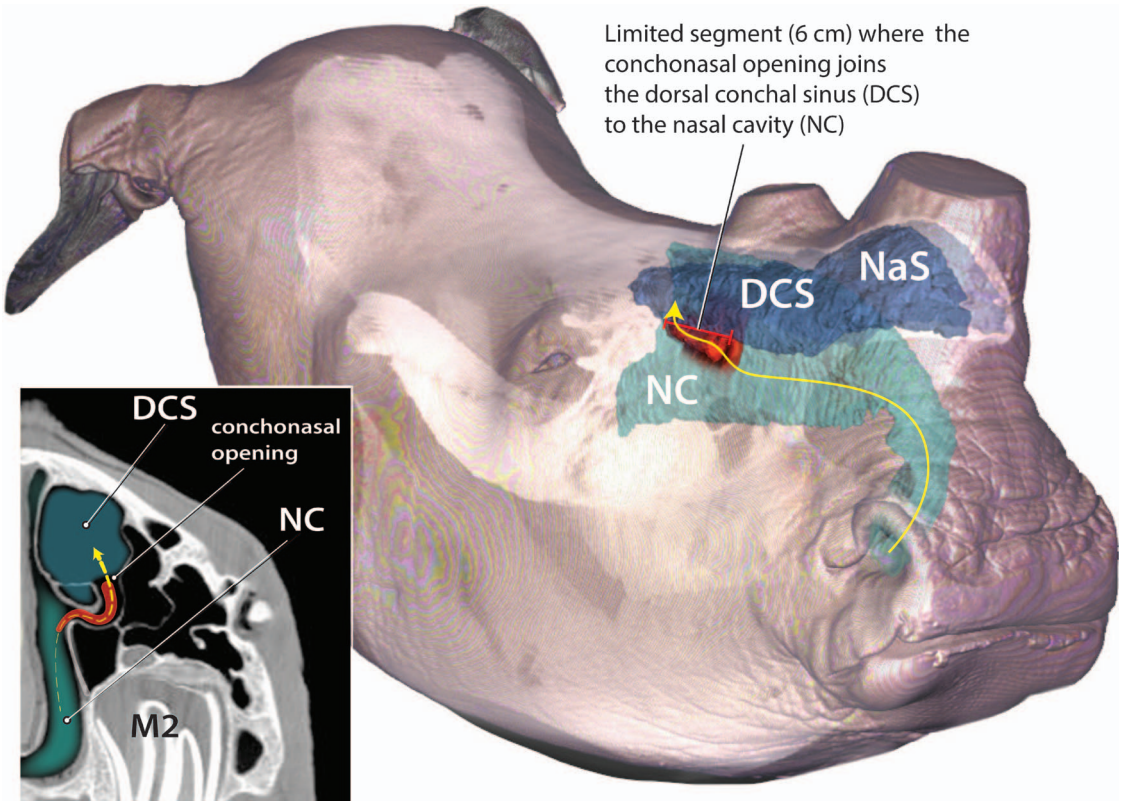 Limited segment (6 cm) where the
conchonasal opening joins
the dorsal conchal sinus (DCS)
to the nasal cavity (NC)
NaS
DCS
NC
DCS
conchonasal
opening
NC
M2